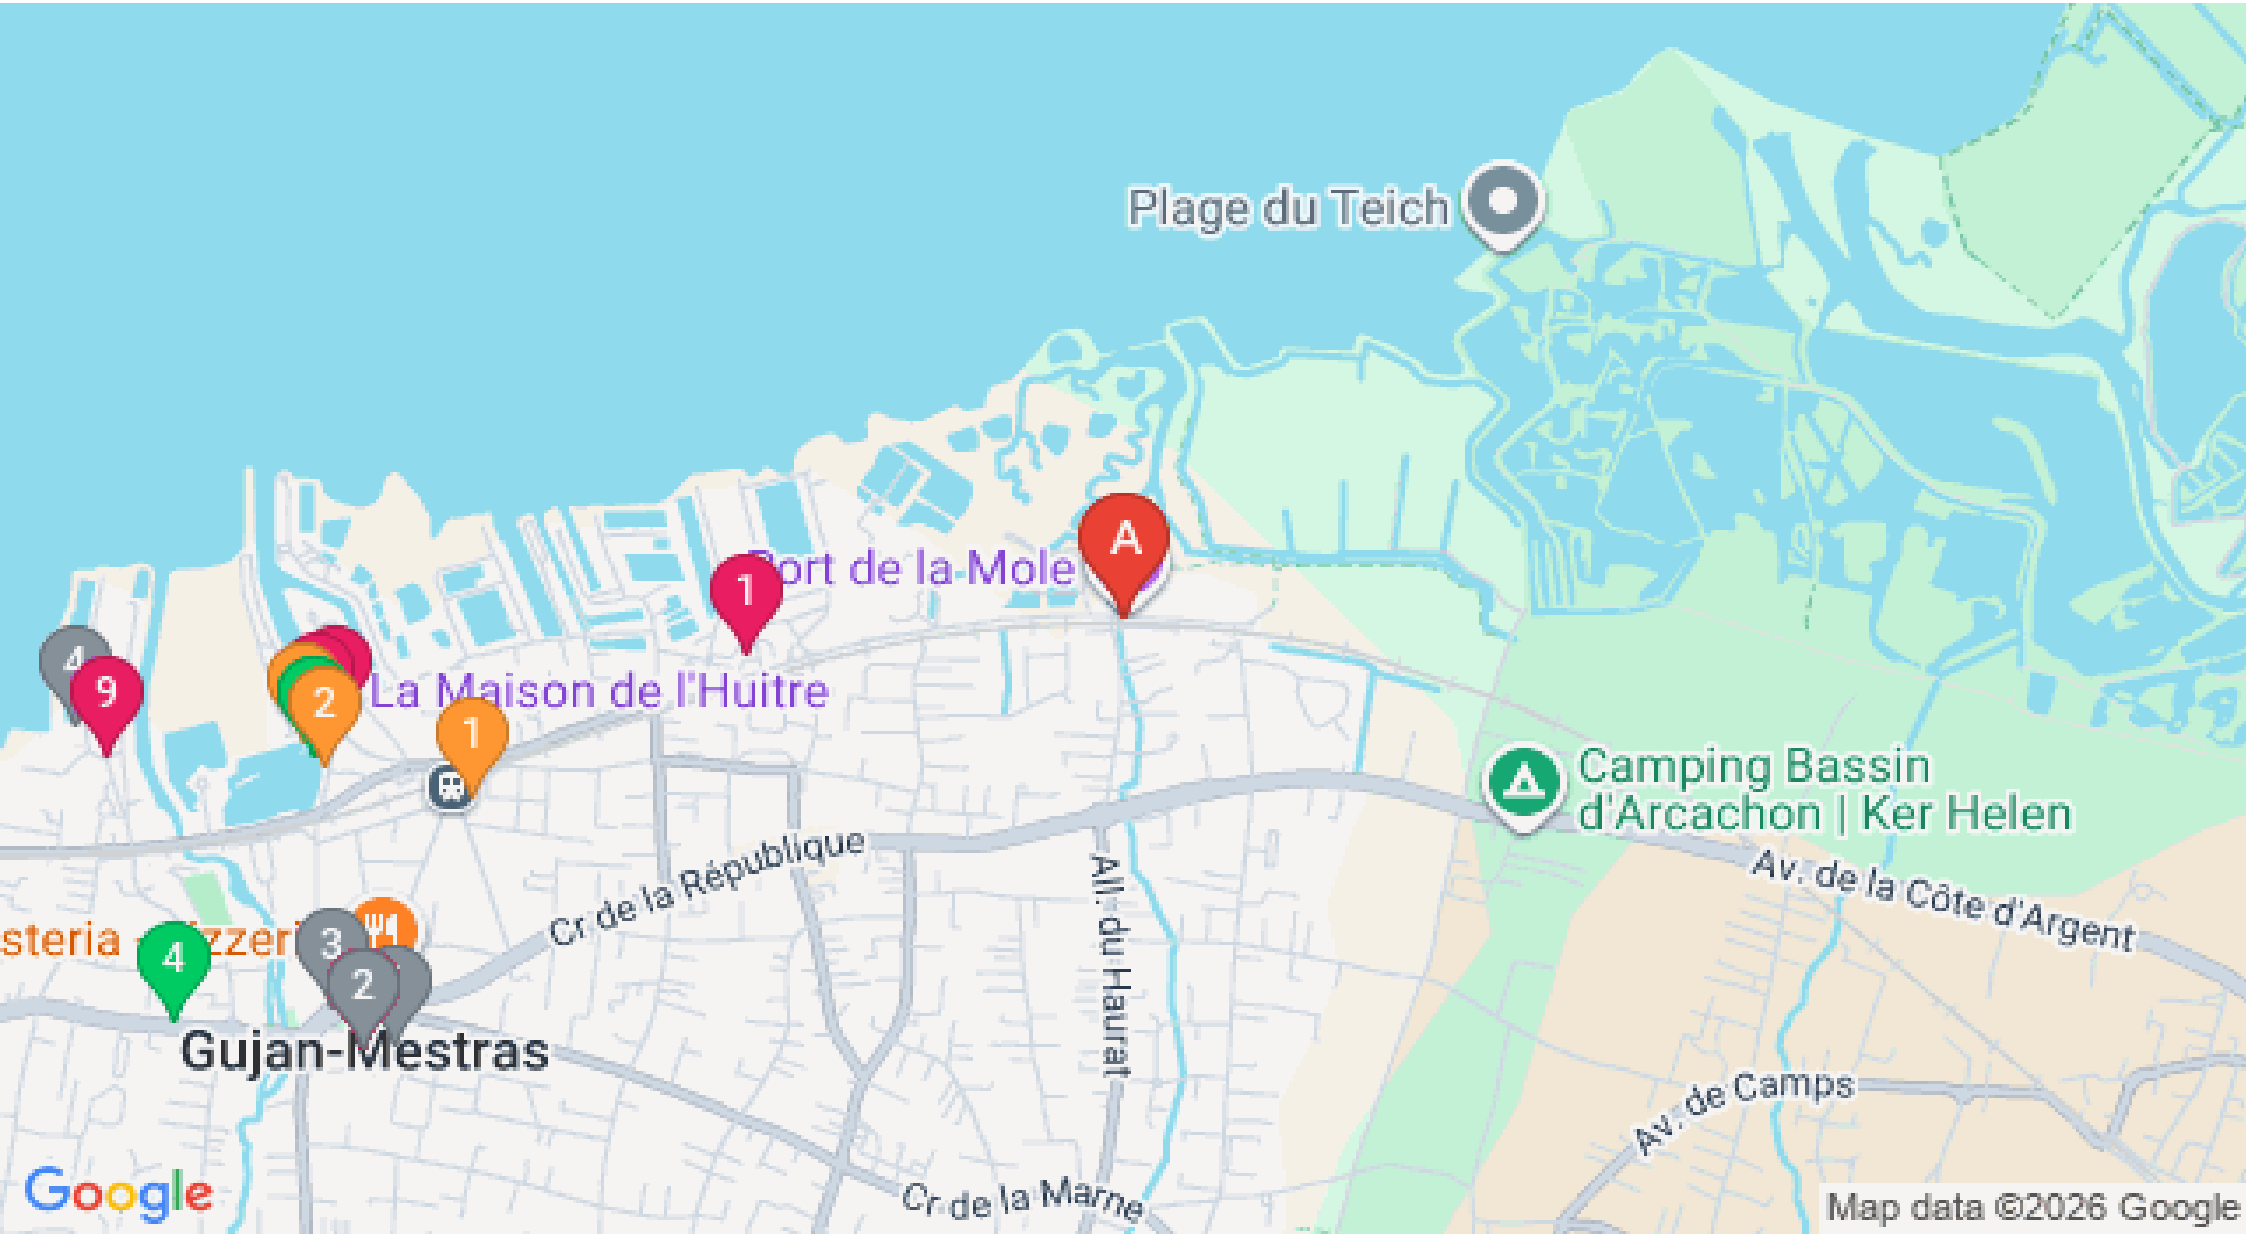 Plage du Teich
A
Port de la Mole
1
4
9
2
La Maison de l'Huitre
1
Camping Bassin
d'Arcachon | Ker Helen
Cr de la République
All. du Haurat
Av. de la Côte d'Argent
steria
4
3
2
Gujan-Mestras
Av. de Camps
Cr de la Marne
Google
Map data ©2026 Google